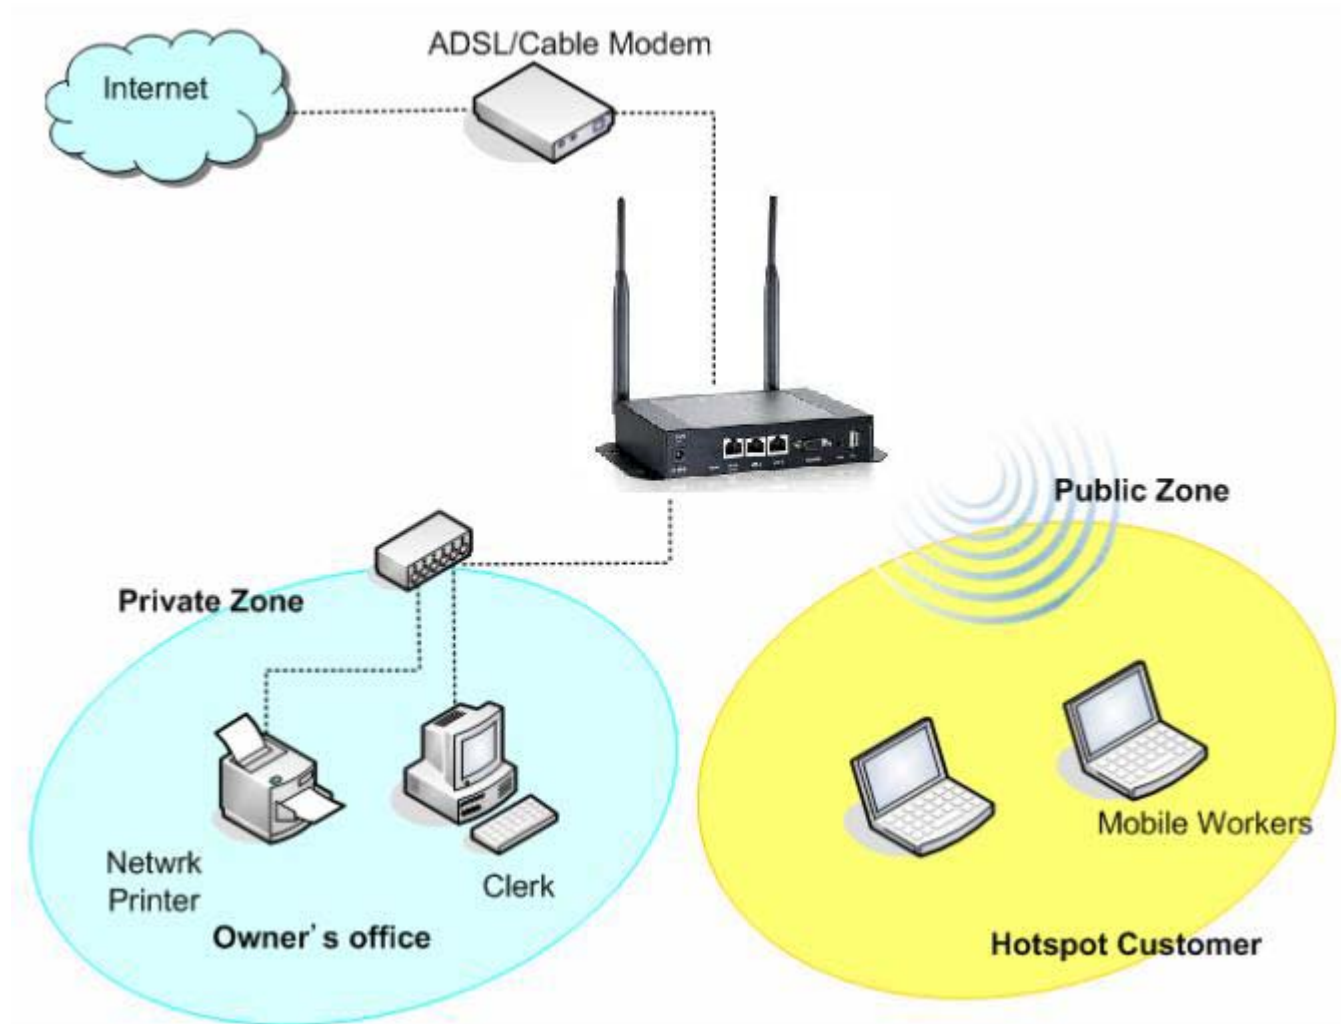 ADSL/Cable Modem
Internet
Public Zone
Private Zone
Mobile Workers
Netwrk
Printer
Clerk
Owner's office
Hotspot Customer